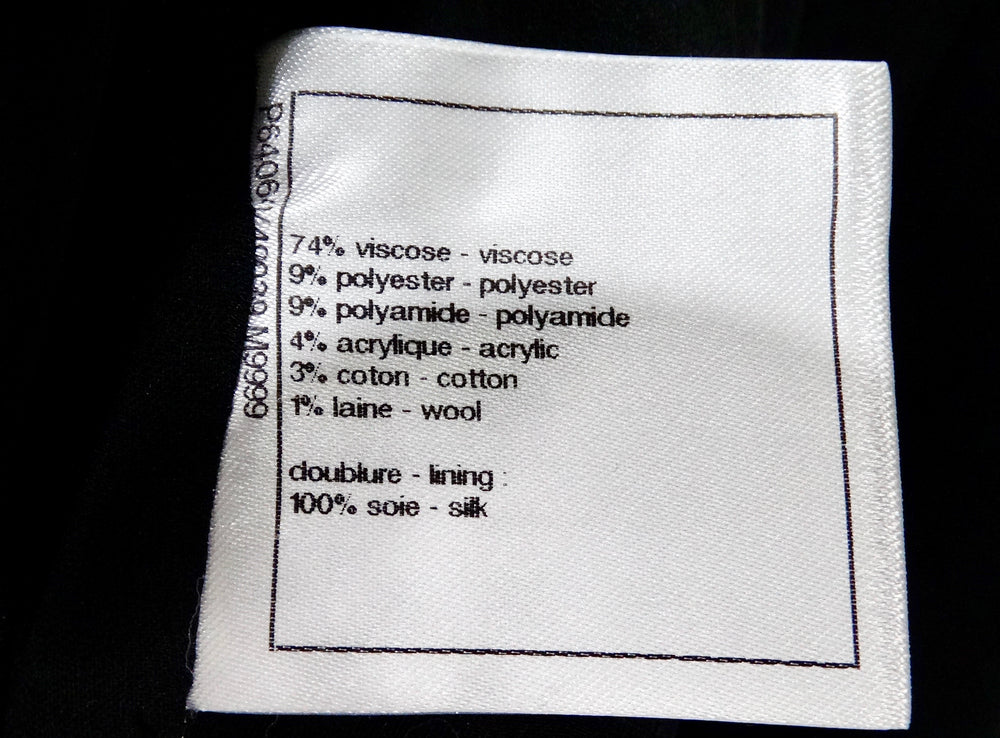 74% viscose - viscose
9% polyester - polyester
9% polyamide - polyamide
4% acrylique - acrylic
3% coton - cotton
1% laine - wool
doublure - lining :
100% soie - silk
M9999